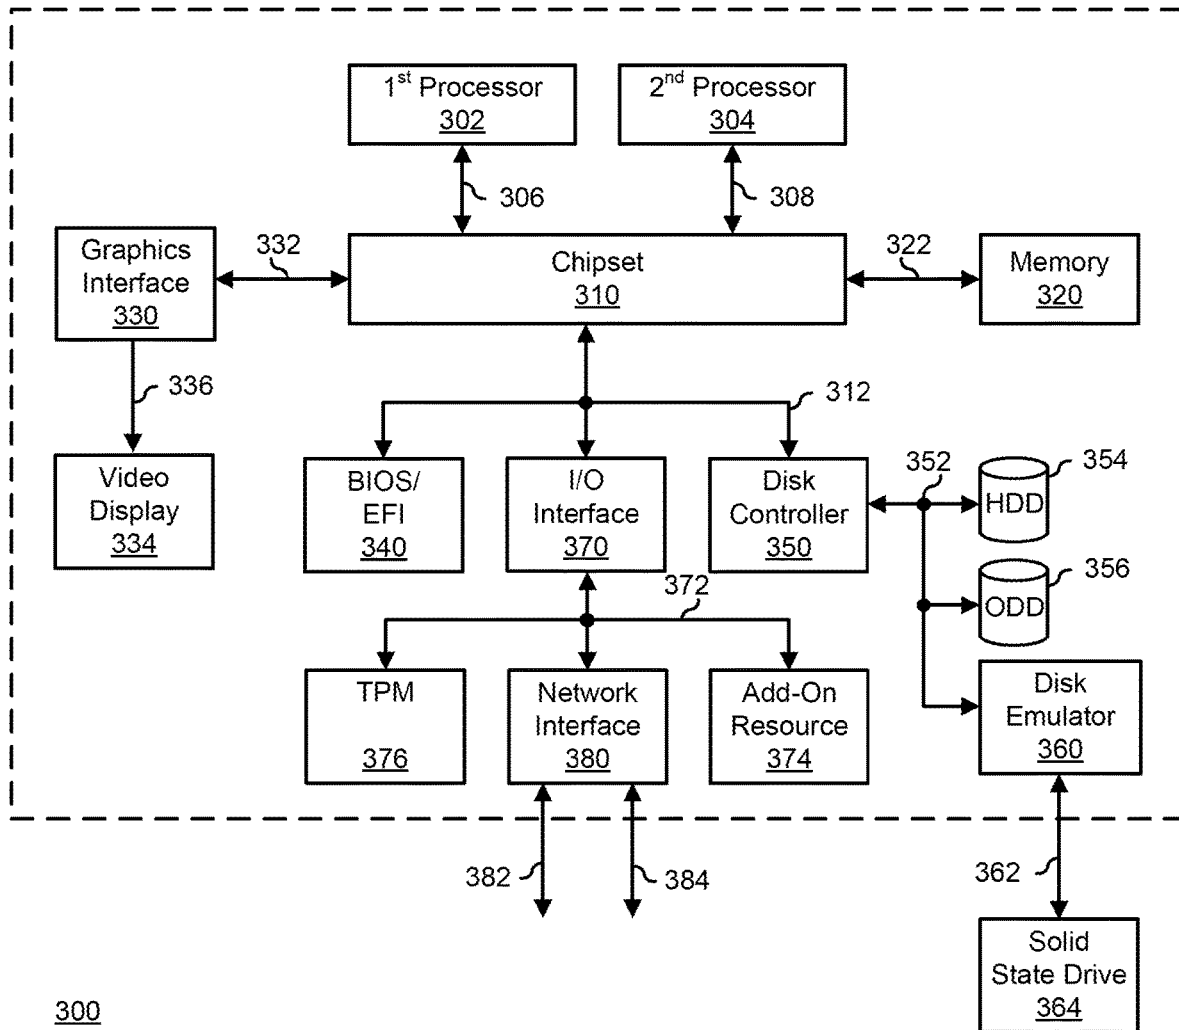 1st Processor
302
2nd Processor
304
306
308
Graphics
Interface
330
332
Chipset
310
322
Memory
320
336
312
Video
Display
334
BIOS/
EFI
340
I/O
Interface
370
Disk
Controller
350
352
354
HDD
356
ODD
372
TPM
376
Network
Interface
380
Add-On
Resource
374
Disk
Emulator
360
382
384
362
Solid
State Drive
364
300